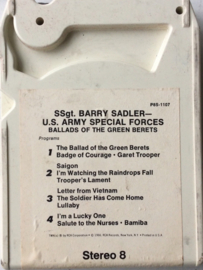 P8S-1107
SSgt. BARRY SADLER—
U.S. ARMY SPECIAL FORCES
BALLADS OF THE GREEN BERETS
Programs
1 The Ballad of the Green Berets
Badge of Courage • Garet Trooper
2 Saigon
I'm Watching the Raindrops Fall
Trooper's Lament
3 Letter from Vietnam
The Soldier Has Come Home
Lullaby
4 I'm a Lucky One
Salute to the Nurses • Bamiba
Stereo 8